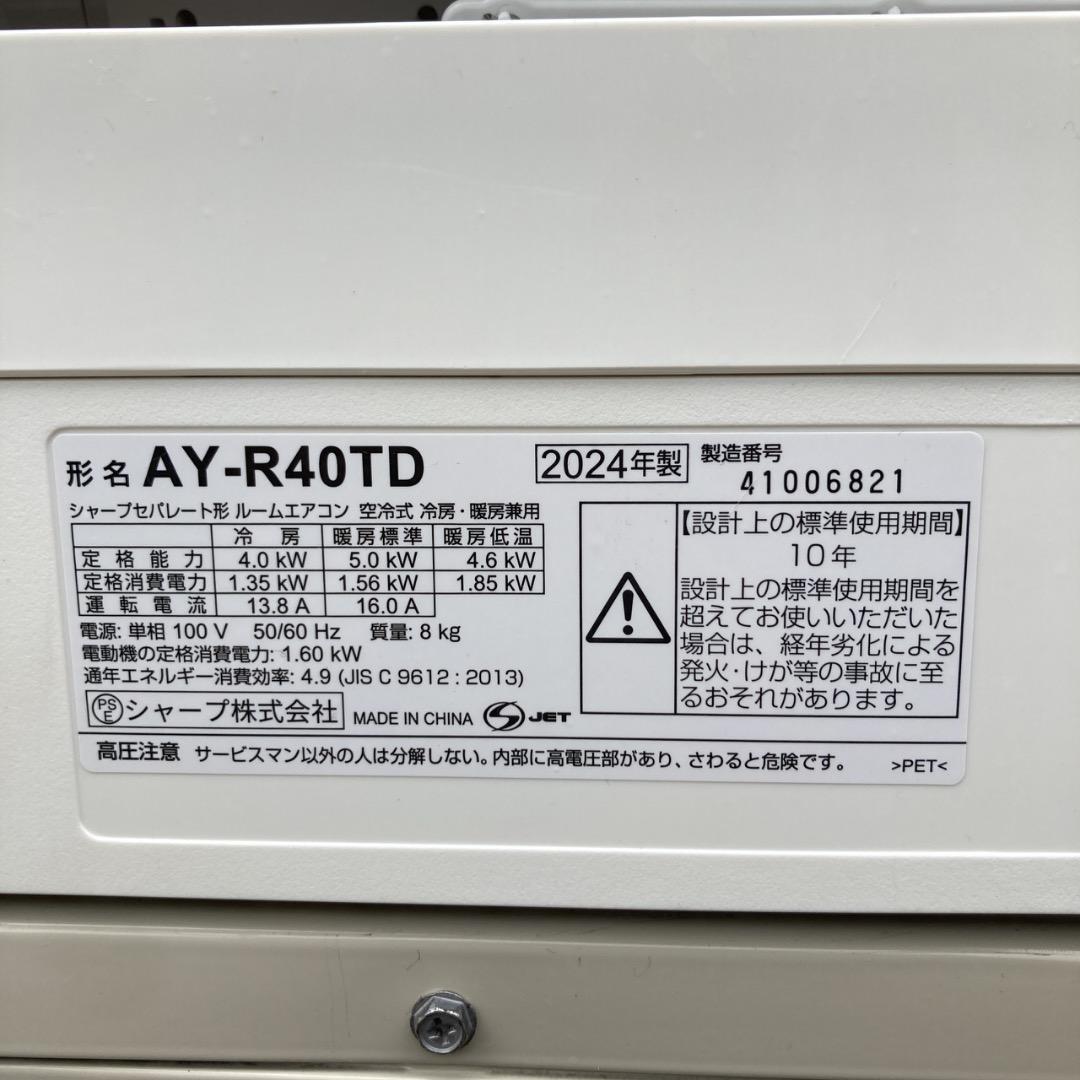 形名 AY-R40TD 2024年製 製造番号 41006821
シャープセパレート形 ルームエアコン 空冷式 冷房・暖房兼用
冷房 暖房標準 暖房低温
定格能力 4.0 kW 5.0 kW 4.6 kW
定格消費電力 1.35 kW 1.56 kW 1.85 kW
運転電流 13.8 A 16.0 A
電源: 単相 100 V 50/60 Hz 質量: 8 kg
電動機の定格消費電力: 1.60 kW
通年エネルギー消費効率: 4.9 (JIS C 9612 : 2013)
PSE シャープ株式会社 MADE IN CHINA JET
【設計上の標準使用期間】
10年
設計上の標準使用期間を
超えてお使いいただいた
場合は、経年劣化による
発火・けが等の事故に至
るおそれがあります。
高圧注意 サービスマン以外の人は分解しない。内部に高電圧部があり、さわると危険です。 >PET<